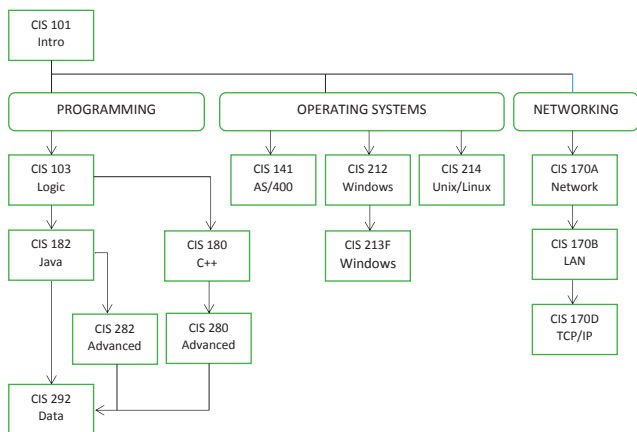 CIS 101
Intro
PROGRAMMING
OPERATING SYSTEMS
NETWORKING
CIS 103
Logic
CIS 141
AS/400
CIS 212
Windows
CIS 214
Unix/Linux
CIS 170A
Network
CIS 182
Java
CIS 180
C++
CIS 213F
Windows
CIS 170B
LAN
CIS 282
Advanced
CIS 280
Advanced
CIS 170D
TCP/IP
CIS 292
Data